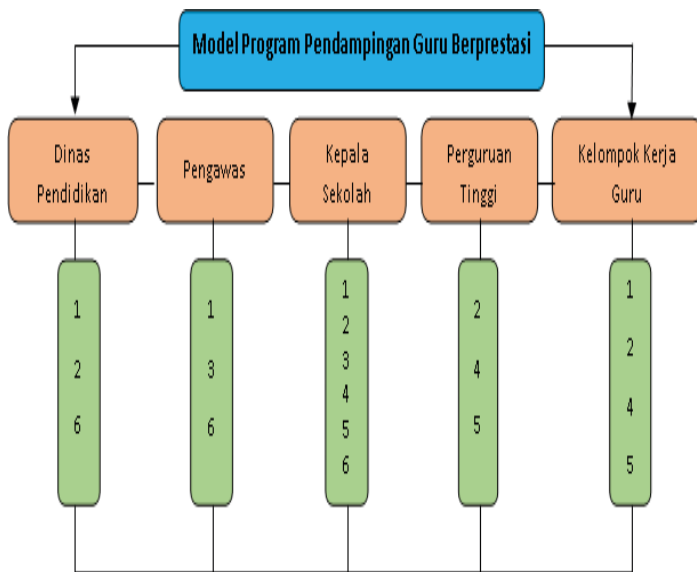 Model Program Pendampingan Guru Berprestasi
Dinas
Pendidikan
Pengawas
Kepala
Sekolah
Perguruan
Tinggi
Kelompok Kerja
Guru
1
2
6
1
3
6
1
2
3
4
5
6
2
4
5
1
2
4
5